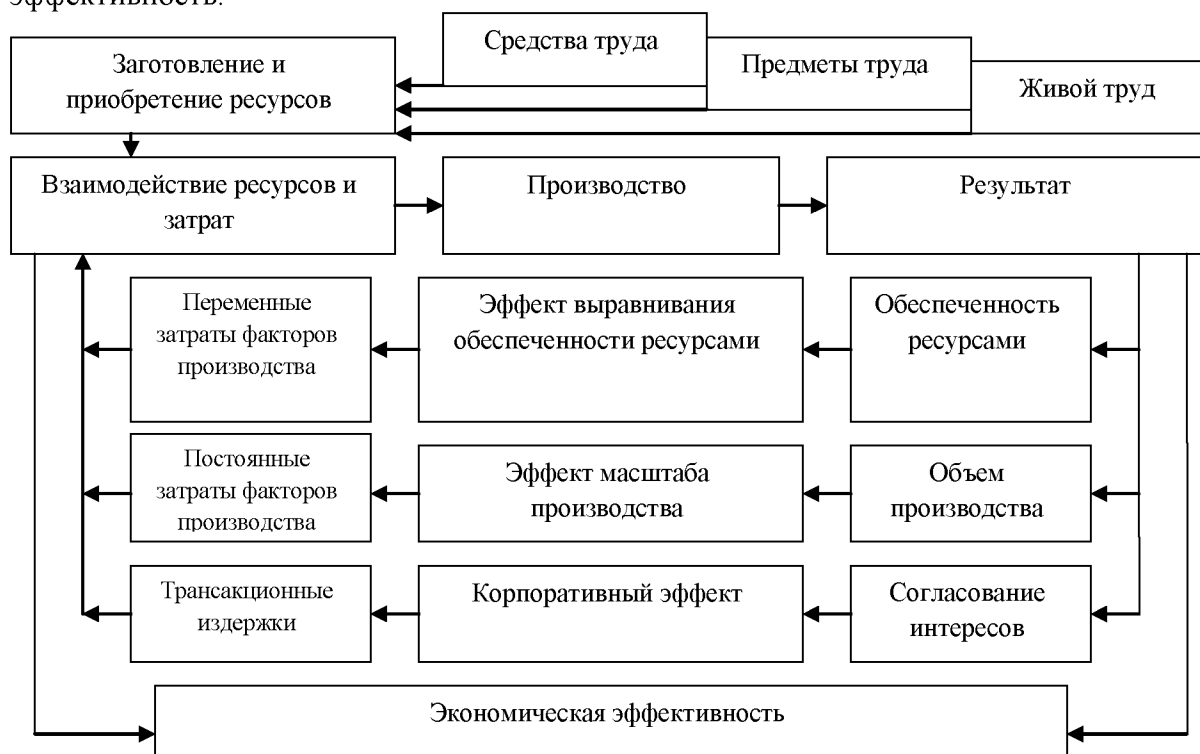 эффективность.
Средства труда
Заготовление и
приобретение ресурсов
Предметы труда
Живой труд
Взаимодействие ресурсов и
затрат
Производство
Результат
Переменные
затраты факторов
производства
Эффект выравнивания
обеспеченности ресурсами
Обеспеченность
ресурсами
Постоянные
затраты факторов
производства
Эффект масштаба
производства
Объем
производства
Трансакционные
издержки
Корпоративный эффект
Согласование
интересов
Экономическая эффективность